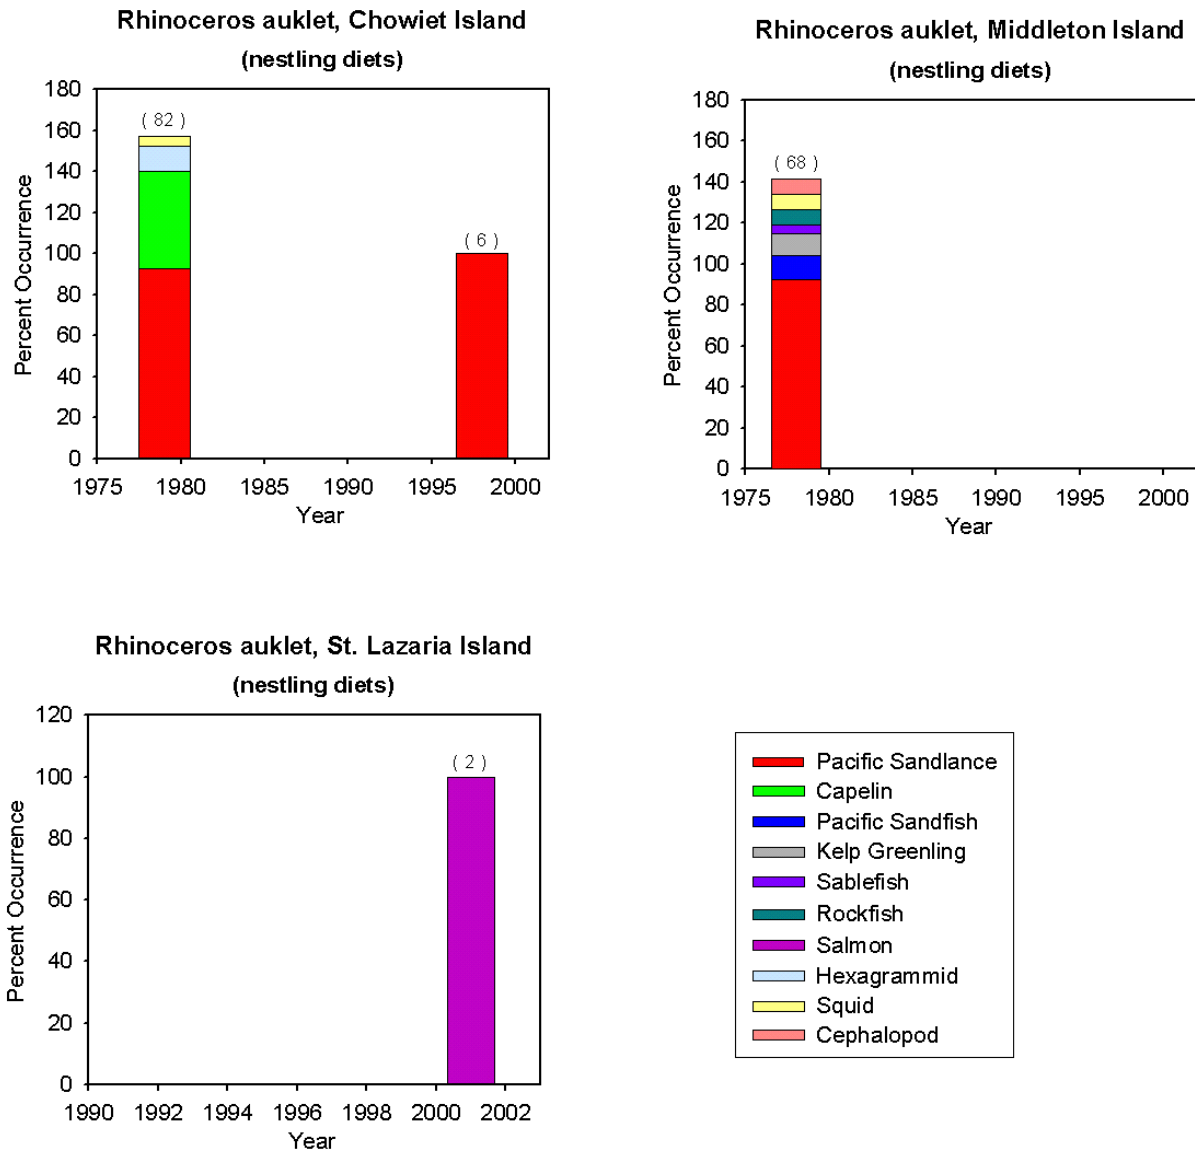 Rhinoceros auklet, Chowiet Island
(nestling diets)
180
160
140
120
100
80
60
40
20
0
Percent Occurrence
( 82 )
( 6 )
1975 1980 1985 1990 1995 2000
Year
Rhinoceros auklet, Middleton Island
(nestling diets)
180
160
140
120
100
80
60
40
20
0
Percent Occurrence
( 68 )
1975 1980 1985 1990 1995 2000
Year
Rhinoceros auklet, St. Lazaria Island
(nestling diets)
120
100
80
60
40
20
0
Percent Occurrence
( 2 )
1990 1992 1994 1996 1998 2000 2002
Year
Pacific Sandlance
Capelin
Pacific Sandfish
Kelp Greenling
Sablefish
Rockfish
Salmon
Hexagrammid
Squid
Cephalopod